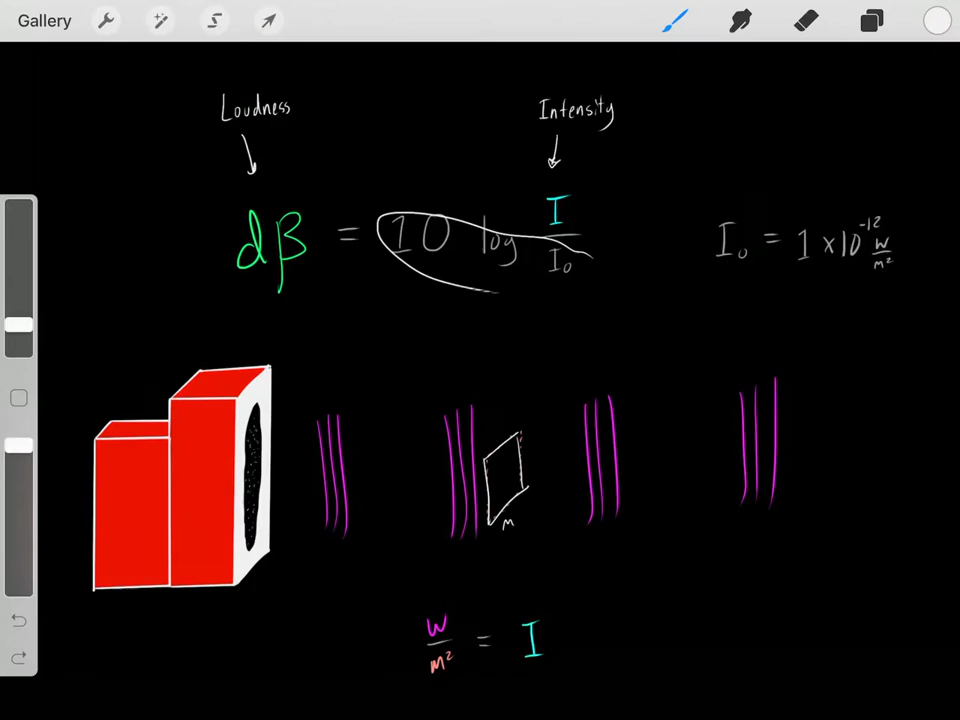 Gallery
Loudness
Intensity
dβ = 10 log I/I₀
I₀ = 1 x 10⁻¹² W/m²
M
W/m² = I